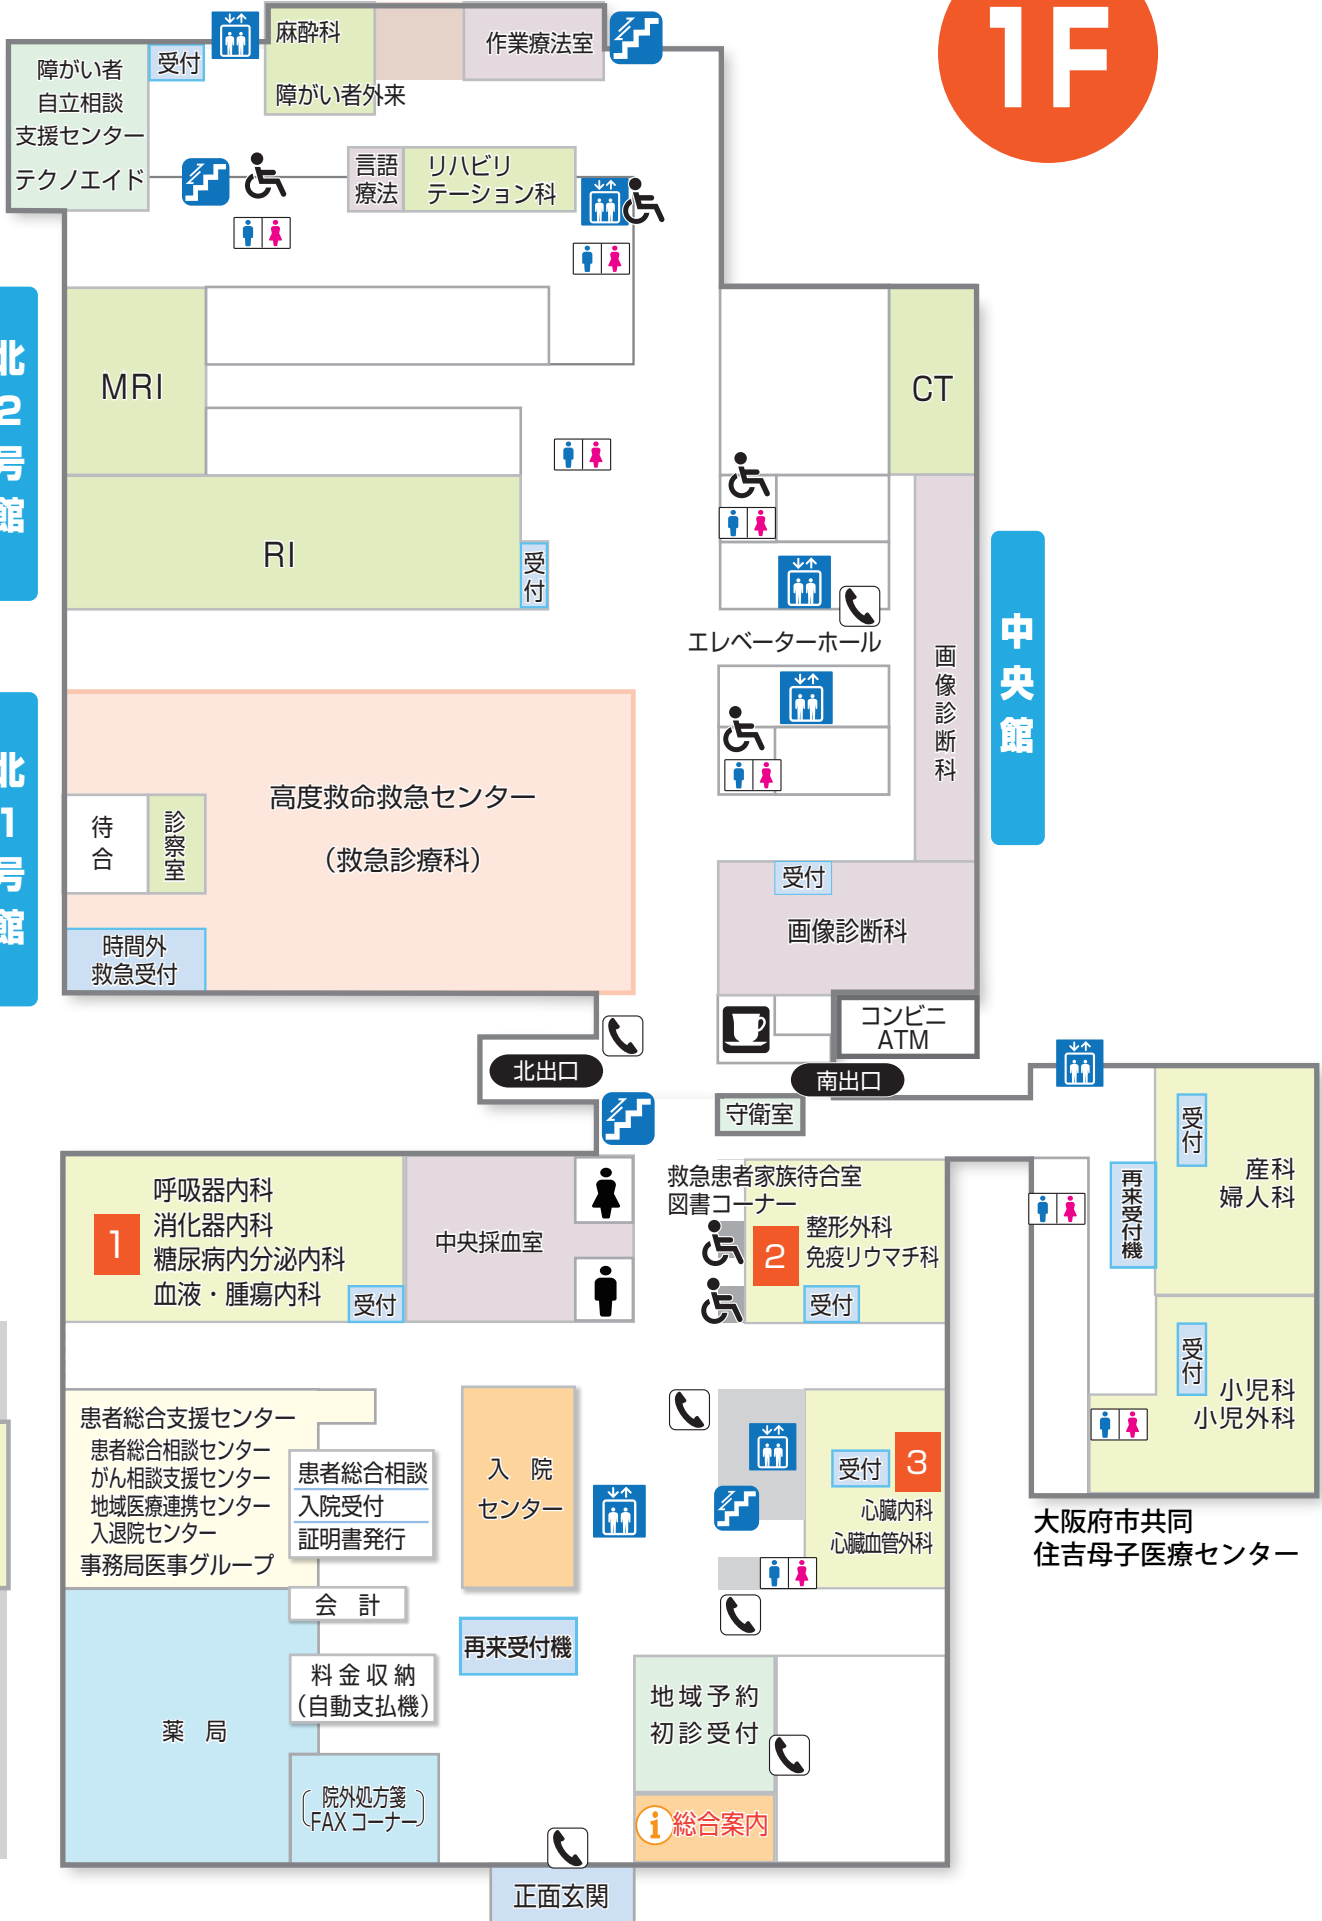 1F
麻酔科
障がい者外来
作業療法室
障がい者
自立相談
支援センター
テクノエイド
受付
言語
療法
リハビリ
テーション科
北2号館
MRI
CT
RI
受付
エレベーターホール
画像診断科
中央館
北1号館
高度救命救急センター
（救急診療科）
待合
診察室
時間外
救急受付
受付
画像診断科
コンビニ
ATM
北出口
南出口
守衛室
受付
産科
婦人科
再来受付機
受付
小児科
小児外科
大阪府市共同
住吉母子医療センター
1
呼吸器内科
消化器内科
糖尿病内分泌内科
血液・腫瘍内科
受付
中央採血室
救急患者家族待合室
図書コーナー
2
整形外科
免疫リウマチ科
受付
患者総合支援センター
患者総合相談センター
がん相談支援センター
地域医療連携センター
入退院センター
事務局医事グループ
患者総合相談
入院受付
証明書発行
入 院
センター
受付
3
心臓内科
心臓血管外科
会 計
再来受付機
料金収納
（自動支払機）
薬 局
院外処方箋
FAXコーナー
地域予約
初診受付
i 総合案内
正面玄関